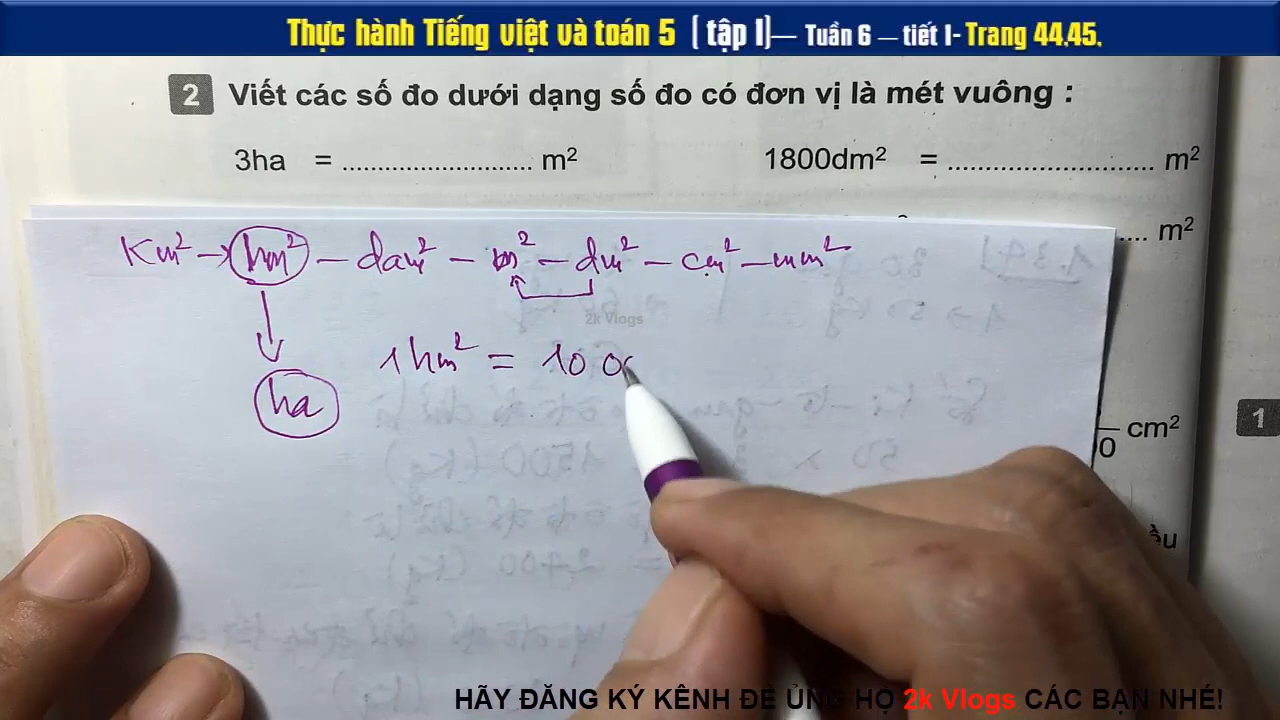 Thực hành Tiếng việt và toán 5 ( tập 1)— Tuần 6 — tiết 1- Trang 44,45.
2 Viết các số đo dưới dạng số đo có đơn vị là mét vuông :
3ha = ........................... m² 1800dm² = ............................. m²
.... m²
Km² → hm² – dam² – m² – dm² – cm² – mm²
2k Vlogs
1hm² = 10 00
ha
0 cm²
1
HÃY ĐĂNG KÝ KÊNH ĐỂ ỦNG HỘ 2k Vlogs CÁC BẠN NHÉ!